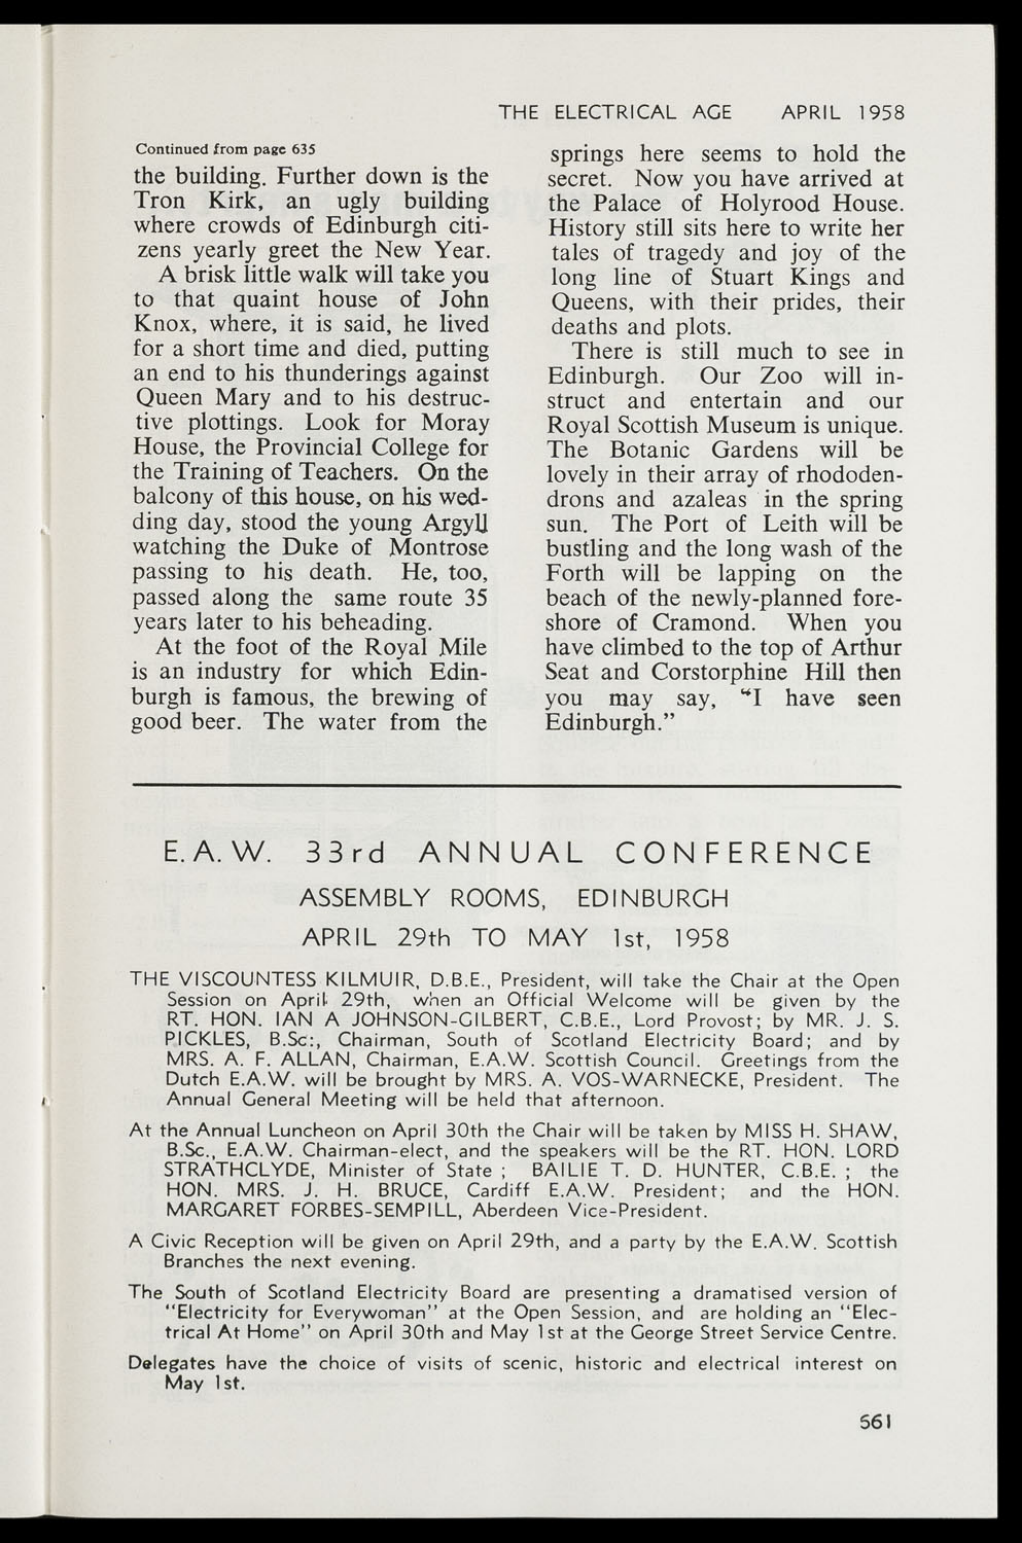 THE ELECTRICAL AGE APRIL 1958
Continued from page 635
the building. Further down is the
Tron Kirk, an ugly building
where crowds of Edinburgh citi-
zens yearly greet the New Year.
A brisk little walk will take you
to that quaint house of John
Knox, where, it is said, he lived
for a short time and died, putting
an end to his thunderings against
Queen Mary and to his destruc-
tive plottings. Look for Moray
House, the Provincial College for
the Training of Teachers. On the
balcony of this house, on his wed-
ding day, stood the young Argyll
watching the Duke of Montrose
passing to his death. He, too,
passed along the same route 35
years later to his beheading.
At the foot of the Royal Mile
is an industry for which Edin-
burgh is famous, the brewing of
good beer. The water from the
springs here seems to hold the
secret. Now you have arrived at
the Palace of Holyrood House.
History still sits here to write her
tales of tragedy and joy of the
long line of Stuart Kings and
Queens, with their prides, their
deaths and plots.
There is still much to see in
Edinburgh. Our Zoo will in-
struct and entertain and our
Royal Scottish Museum is unique.
The Botanic Gardens will be
lovely in their array of rhododen-
drons and azaleas in the spring
sun. The Port of Leith will be
bustling and the long wash of the
Forth will be lapping on the
beach of the newly-planned fore-
shore of Cramond. When you
have climbed to the top of Arthur
Seat and Corstorphine Hill then
you may say, "I have seen
Edinburgh."
E.A.W. 33rd ANNUAL CONFERENCE
ASSEMBLY ROOMS, EDINBURGH
APRIL 29th TO MAY 1st, 1958
THE VISCOUNTESS KILMUIR, D.B.E., President, will take the Chair at the Open
Session on April 29th, when an Official Welcome will be given by the
RT. HON. IAN A JOHNSON-GILBERT, C.B.E., Lord Provost; by MR. J. S.
PICKLES, B.Sc:, Chairman, South of Scotland Electricity Board; and by
MRS. A. F. ALLAN, Chairman, E.A.W. Scottish Council. Greetings from the
Dutch E.A.W. will be brought by MRS. A. VOS-WARNECKE, President. The
Annual General Meeting will be held that afternoon.
At the Annual Luncheon on April 30th the Chair will be taken by MISS H. SHAW,
B.Sc., E.A.W. Chairman-elect, and the speakers will be the RT. HON. LORD
STRATHCLYDE, Minister of State ; BAILIE T. D. HUNTER, C.B.E. ; the
HON. MRS. J. H. BRUCE, Cardiff E.A.W. President; and the HON.
MARGARET FORBES-SEMPILL, Aberdeen Vice-President.
A Civic Reception will be given on April 29th, and a party by the E.A.W. Scottish
Branches the next evening.
The South of Scotland Electricity Board are presenting a dramatised version of
"Electricity for Everywoman" at the Open Session, and are holding an "Elec-
trical At Home" on April 30th and May 1st at the George Street Service Centre.
Delegates have the choice of visits of scenic, historic and electrical interest on
May 1st.
561